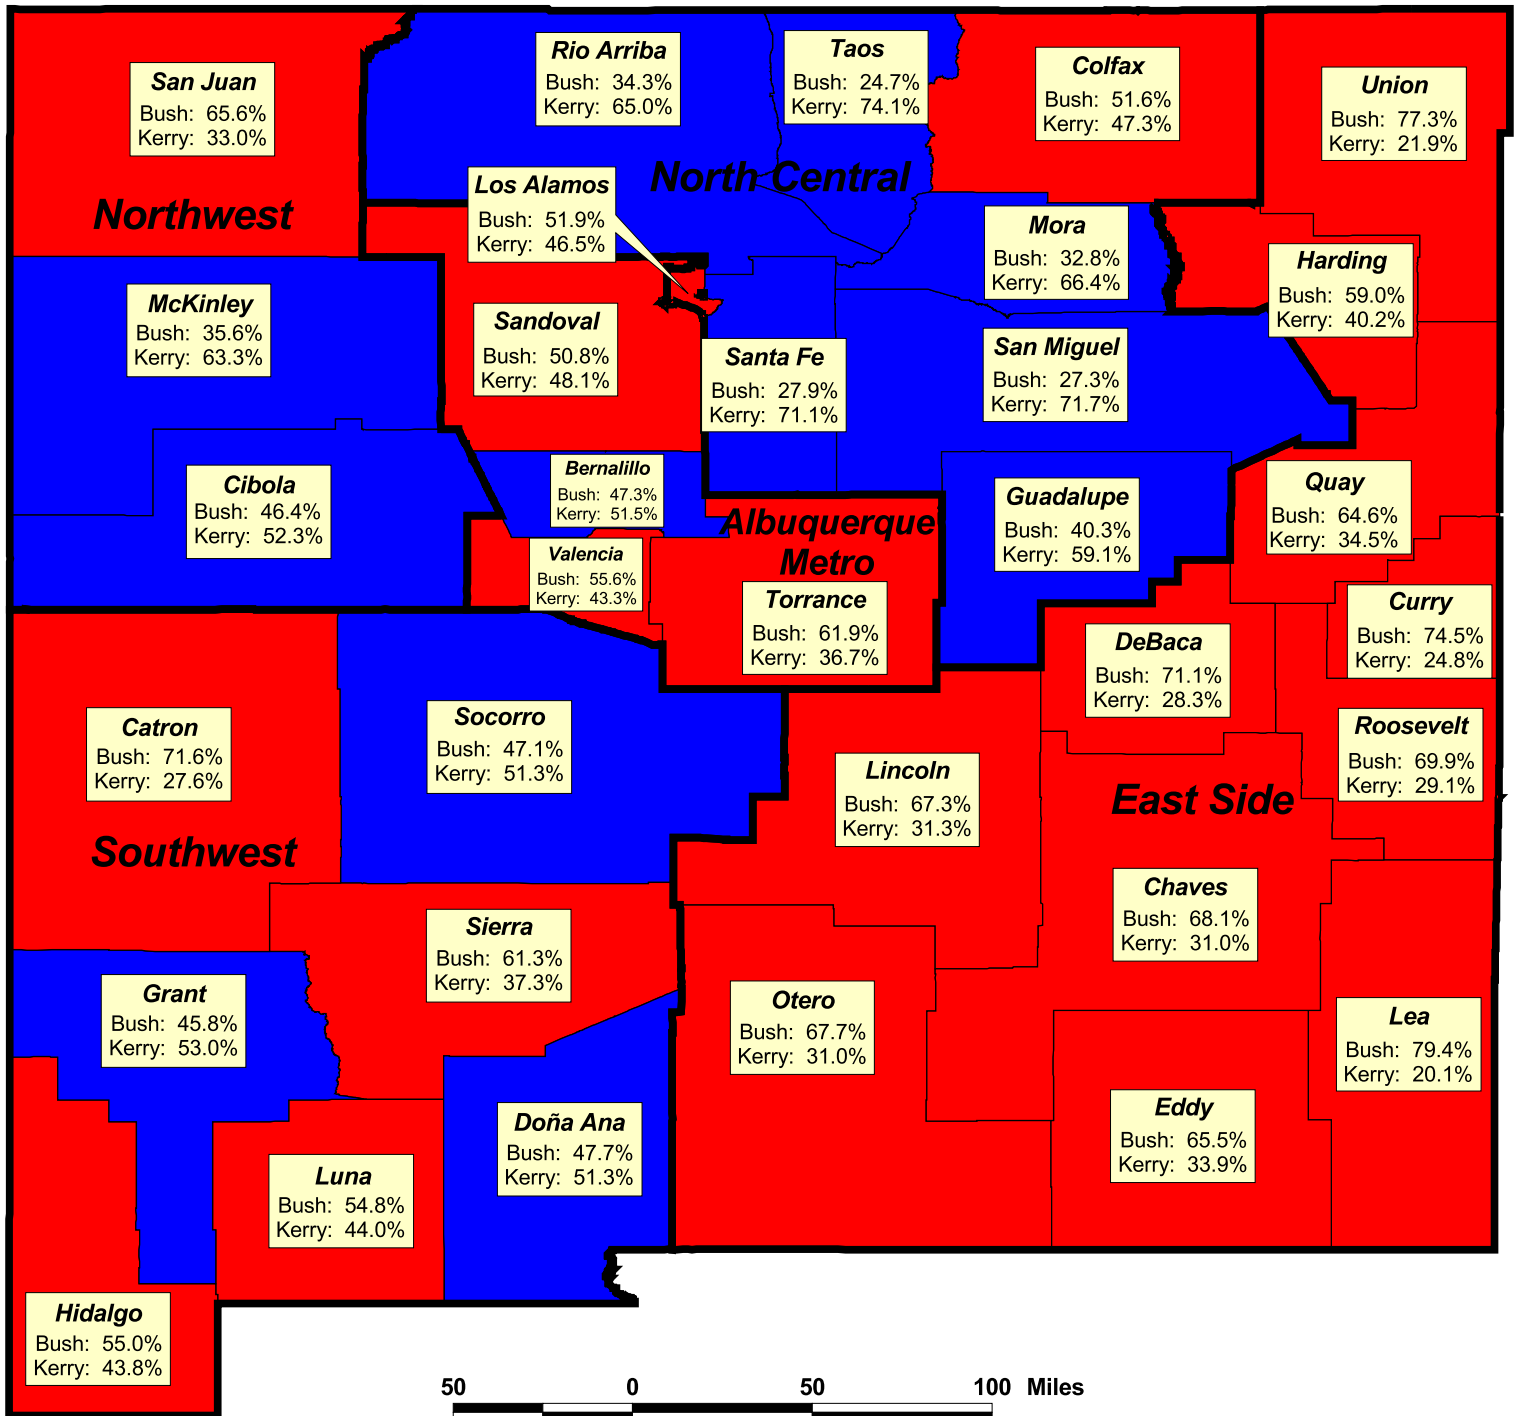 San Juan
Bush: 65.6%
Kerry: 33.0%
Rio Arriba
Bush: 34.3%
Kerry: 65.0%
Taos
Bush: 24.7%
Kerry: 74.1%
Colfax
Bush: 51.6%
Kerry: 47.3%
Union
Bush: 77.3%
Kerry: 21.9%
Northwest
North Central
Los Alamos
Bush: 51.9%
Kerry: 46.5%
Mora
Bush: 32.8%
Kerry: 66.4%
Harding
Bush: 59.0%
Kerry: 40.2%
McKinley
Bush: 35.6%
Kerry: 63.3%
Sandoval
Bush: 50.8%
Kerry: 48.1%
Santa Fe
Bush: 27.9%
Kerry: 71.1%
San Miguel
Bush: 27.3%
Kerry: 71.7%
Cibola
Bush: 46.4%
Kerry: 52.3%
Bernalillo
Bush: 47.3%
Kerry: 51.5%
Guadalupe
Bush: 40.3%
Kerry: 59.1%
Quay
Bush: 64.6%
Kerry: 34.5%
Albuquerque
Metro
Valencia
Bush: 55.6%
Kerry: 43.3%
Torrance
Bush: 61.9%
Kerry: 36.7%
Curry
Bush: 74.5%
Kerry: 24.8%
DeBaca
Bush: 71.1%
Kerry: 28.3%
Catron
Bush: 71.6%
Kerry: 27.6%
Socorro
Bush: 47.1%
Kerry: 51.3%
Lincoln
Bush: 67.3%
Kerry: 31.3%
Roosevelt
Bush: 69.9%
Kerry: 29.1%
East Side
Southwest
Chaves
Bush: 68.1%
Kerry: 31.0%
Sierra
Bush: 61.3%
Kerry: 37.3%
Grant
Bush: 45.8%
Kerry: 53.0%
Otero
Bush: 67.7%
Kerry: 31.0%
Lea
Bush: 79.4%
Kerry: 20.1%
Doña Ana
Bush: 47.7%
Kerry: 51.3%
Eddy
Bush: 65.5%
Kerry: 33.9%
Luna
Bush: 54.8%
Kerry: 44.0%
Hidalgo
Bush: 55.0%
Kerry: 43.8%
50 0 50 100 Miles